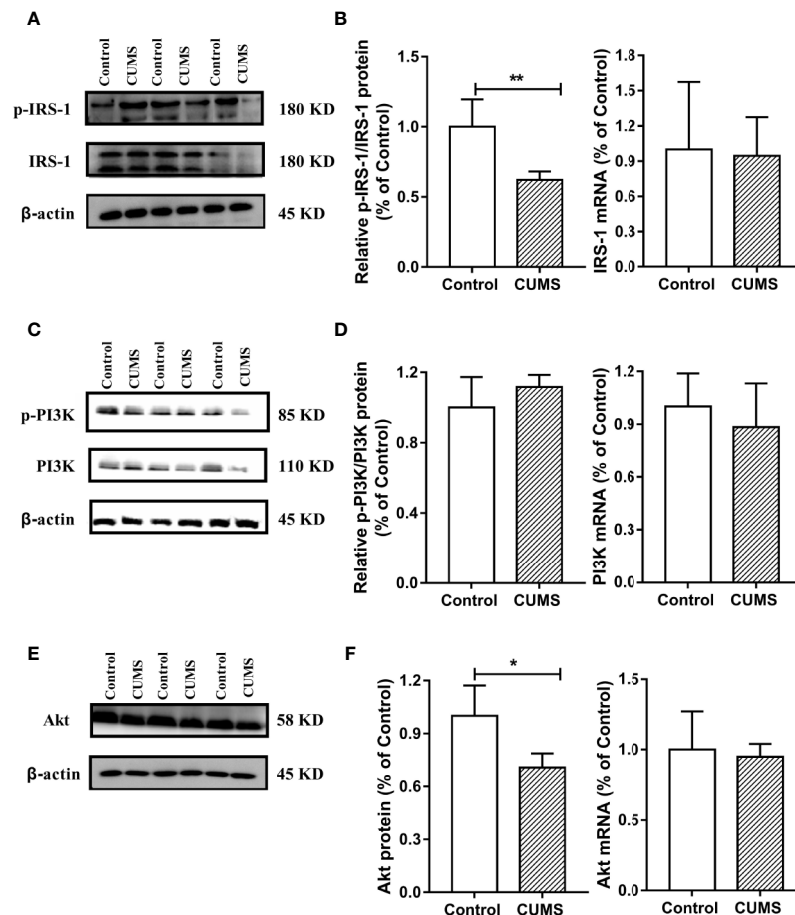 A
Control
CUMS
Control
CUMS
Control
CUMS
p-IRS-1
180 KD
IRS-1
180 KD
β-actin
45 KD
B
Relative p-IRS-1/IRS-1 protein
(% of Control)
1.5
1.0
0.5
0.0
**
Control
CUMS
IRS-1 mRNA (% of Control)
1.8
1.5
1.2
0.9
0.6
0.3
0.0
Control
CUMS
C
Control
CUMS
Control
CUMS
Control
CUMS
p-PI3K
85 KD
PI3K
110 KD
β-actin
45 KD
D
Relative p-PI3K/PI3K protein
(% of Control)
1.2
0.9
0.6
0.3
0.0
Control
CUMS
PI3K mRNA (% of Control)
1.2
0.9
0.6
0.3
0.0
Control
CUMS
E
Control
CUMS
Control
CUMS
Control
CUMS
Akt
58 KD
β-actin
45 KD
F
Akt protein (% of Control)
1.2
0.9
0.6
0.3
0.0
*
Control
CUMS
Akt mRNA (% of Control)
1.5
1.0
0.5
0.0
Control
CUMS